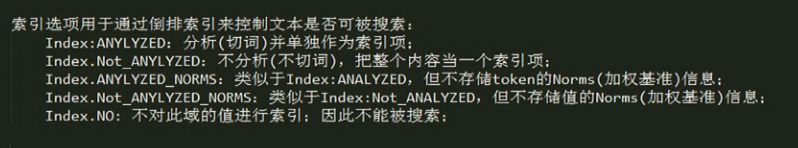 索引选项用于通过倒排索引来控制文本是否可被搜索：
Index:ANYLYZED：分析(切词)并单独作为索引项；
Index.Not_ANYLYZED：不分析(不切词)，把整个内容当一个索引项；
Index.ANYLYZED_NORMS：类似于Index:ANALYZED，但不存储token的Norms(加权基准)信息；
Index.Not_ANYLYZED_NORMS：类似于Index:Not_ANALYZED，但不存储值的Norms(加权基准)信息；
Index.NO：不对此域的值进行索引；因此不能被搜索；